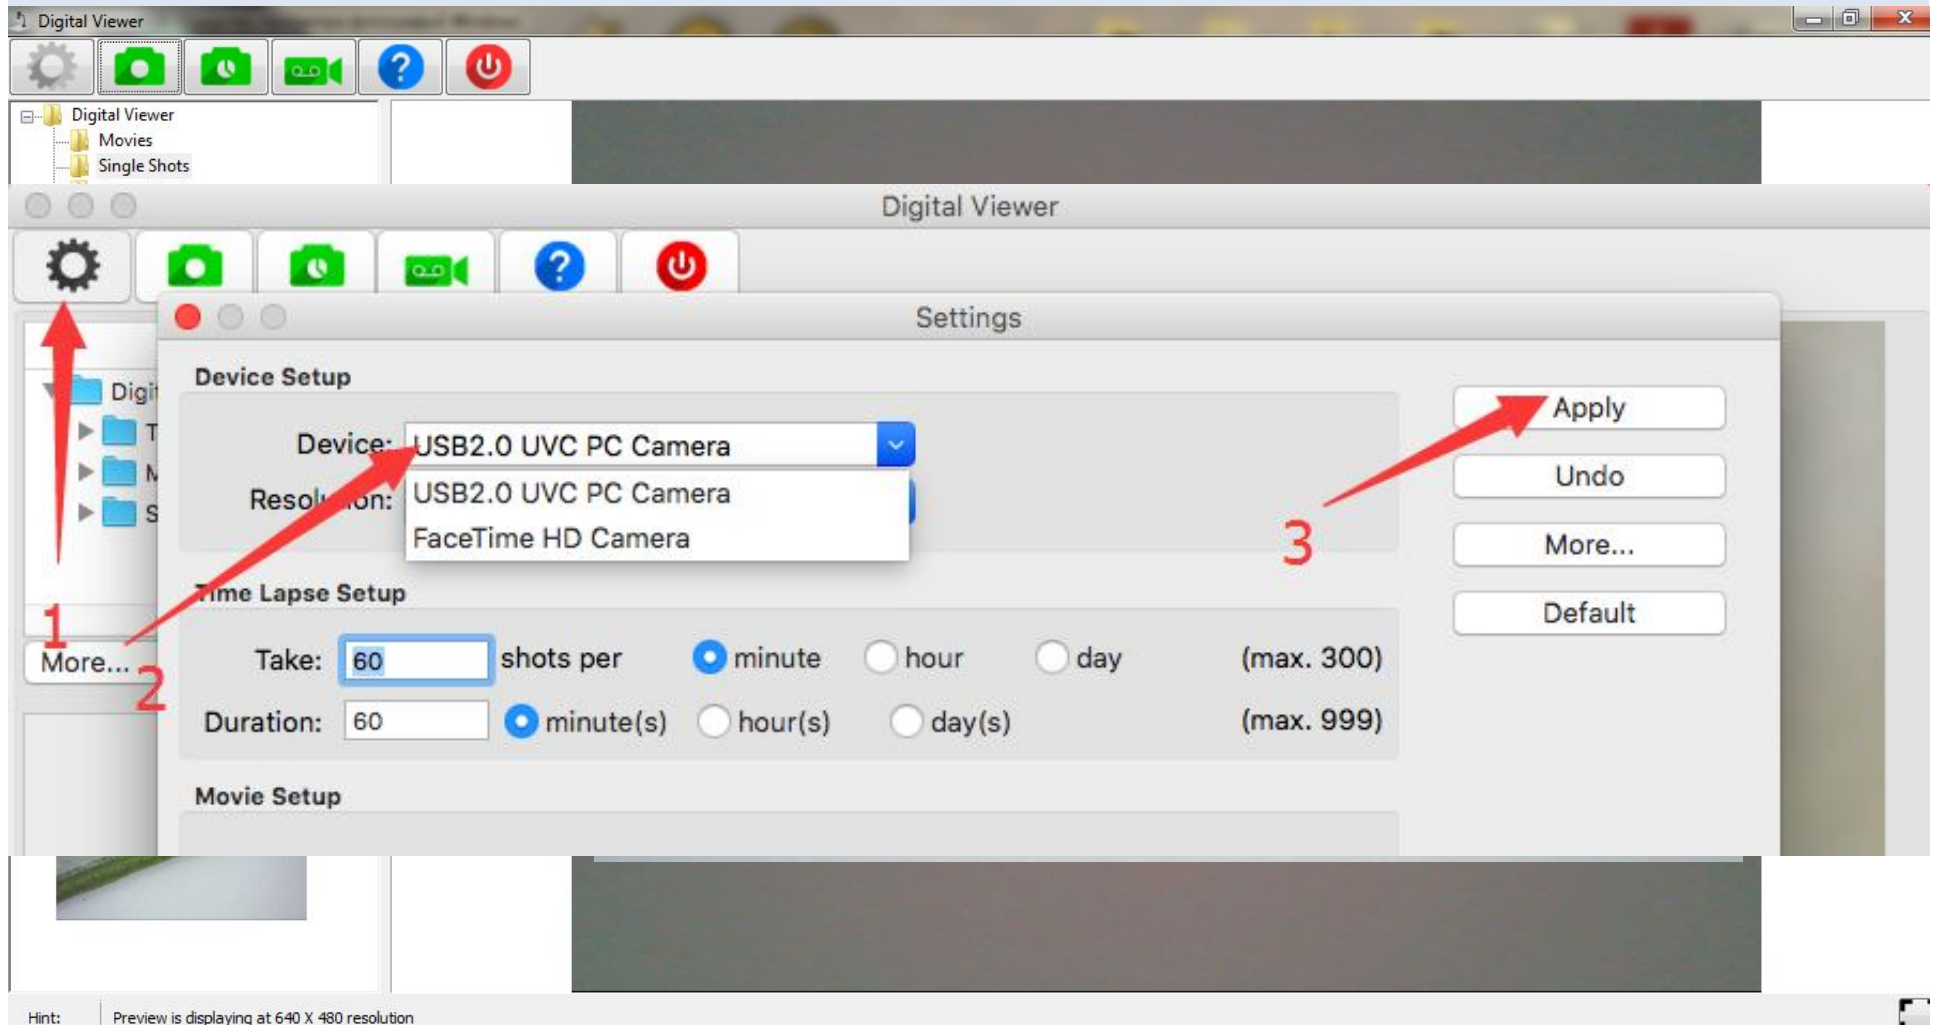 Digital Viewer
Digital Viewer
Movies
Single Shots
Digital Viewer
Settings
Device Setup
Digit
T
M
S
Device: USB2.0 UVC PC Camera
USB2.0 UVC PC Camera
Resolution:
FaceTime HD Camera
Apply
Undo
More...
Default
3
Time Lapse Setup
1
More...
2
Take: 60 shots per minute hour day (max. 300)
Duration: 60 minute(s) hour(s) day(s) (max. 999)
Movie Setup
Hint: Preview is displaying at 640 X 480 resolution